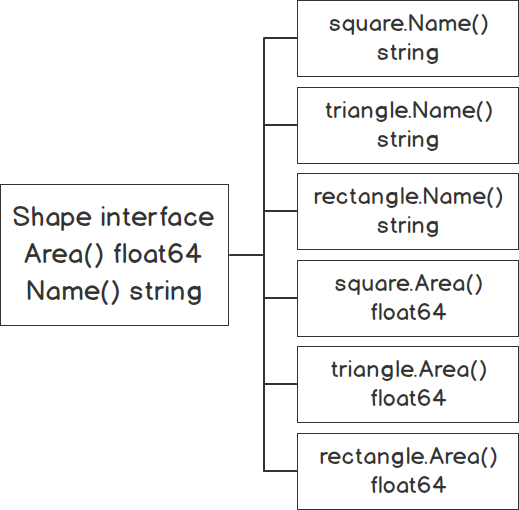 Shape interface
Area() float64
Name() string
square.Name()
string
triangle.Name()
string
rectangle.Name()
string
square.Area()
float64
triangle.Area()
float64
rectangle.Area()
float64